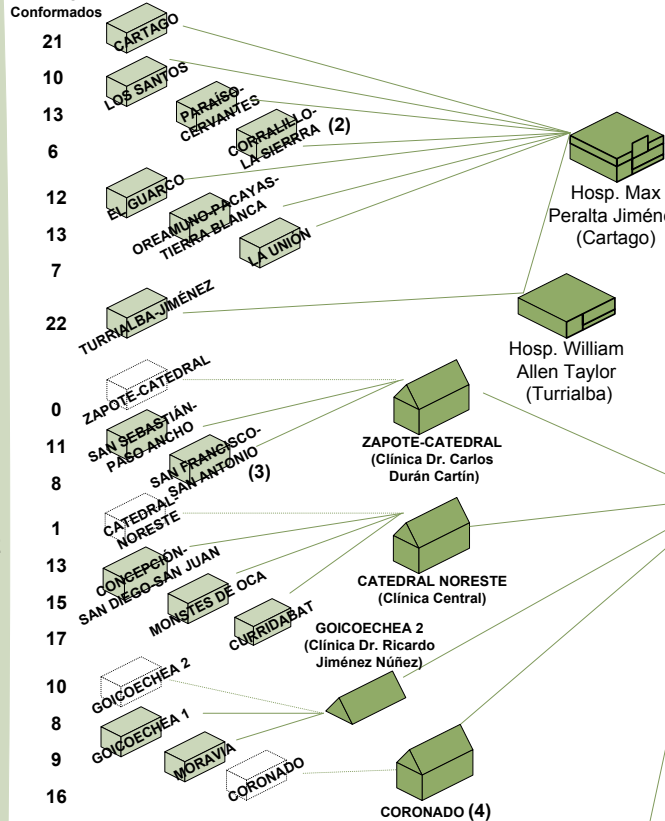 Conformados
21
CARTAGO
10
LOS SANTOS
13
PARAÍSO-
CERVANTES
6
CORRALILLO-
LA SIERRRA
(2)
12
EL GUARCO
13
OREAMUNO-PACAYAS-
TIERRA BLANCA
7
LA UNIÓN
22
TURRIALBA-JIMÉNEZ
Hosp. Max
Peralta Jiméne
(Cartago)
Hosp. William
Allen Taylor
(Turrialba)
0
ZAPOTE-CATEDRAL
11
SAN SEBASTIÁN-
PASO ANCHO
8
SAN FRANCISCO-
SAN ANTONIO
(3)
ZAPOTE-CATEDRAL
(Clínica Dr. Carlos
Durán Cartín)
1
CATEDRAL-
NORESTE
13
CONCEPCIÓN-
SAN DIEGO-SAN JUAN
15
MONSTES DE OCA
17
CURRIDABAT
CATEDRAL NORESTE
(Clínica Central)
GOICOECHEA 2
(Clínica Dr. Ricardo
Jiménez Núñez)
10
GOICOECHEA 2
8
GOICOECHEA 1
9
MORAVIA
16
CORONADO
CORONADO (4)